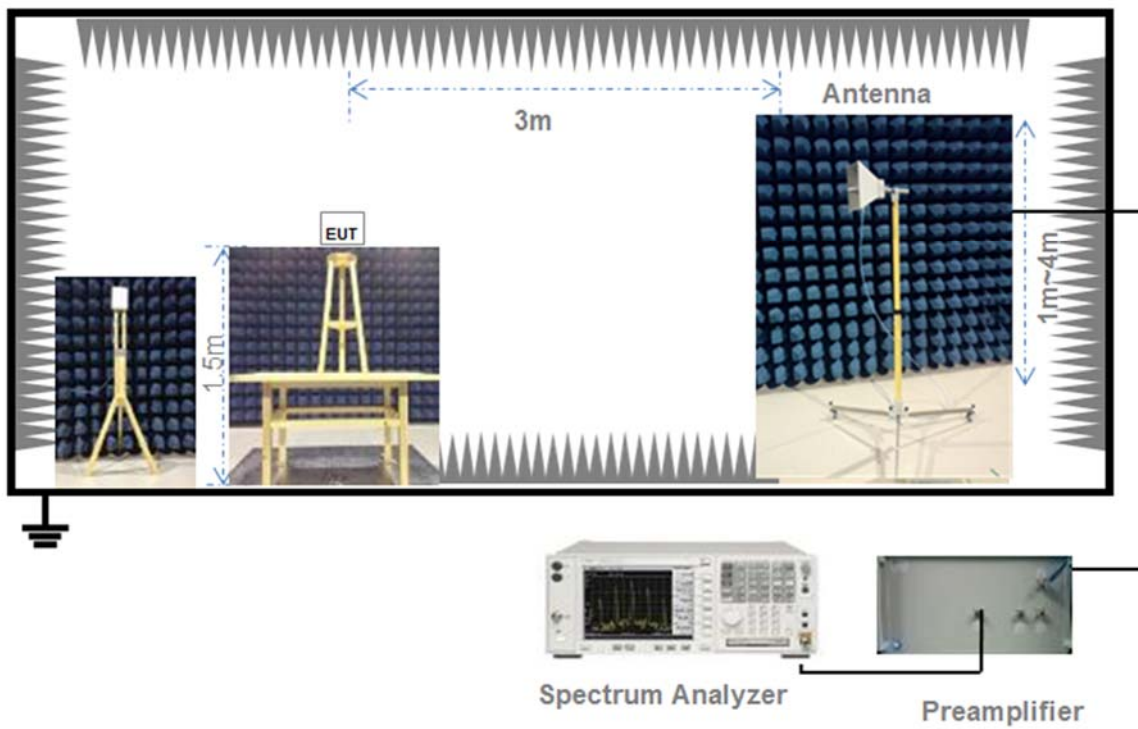 Antenna
3m
EUT
1.5m
1m~4m
Spectrum Analyzer
Preamplifier